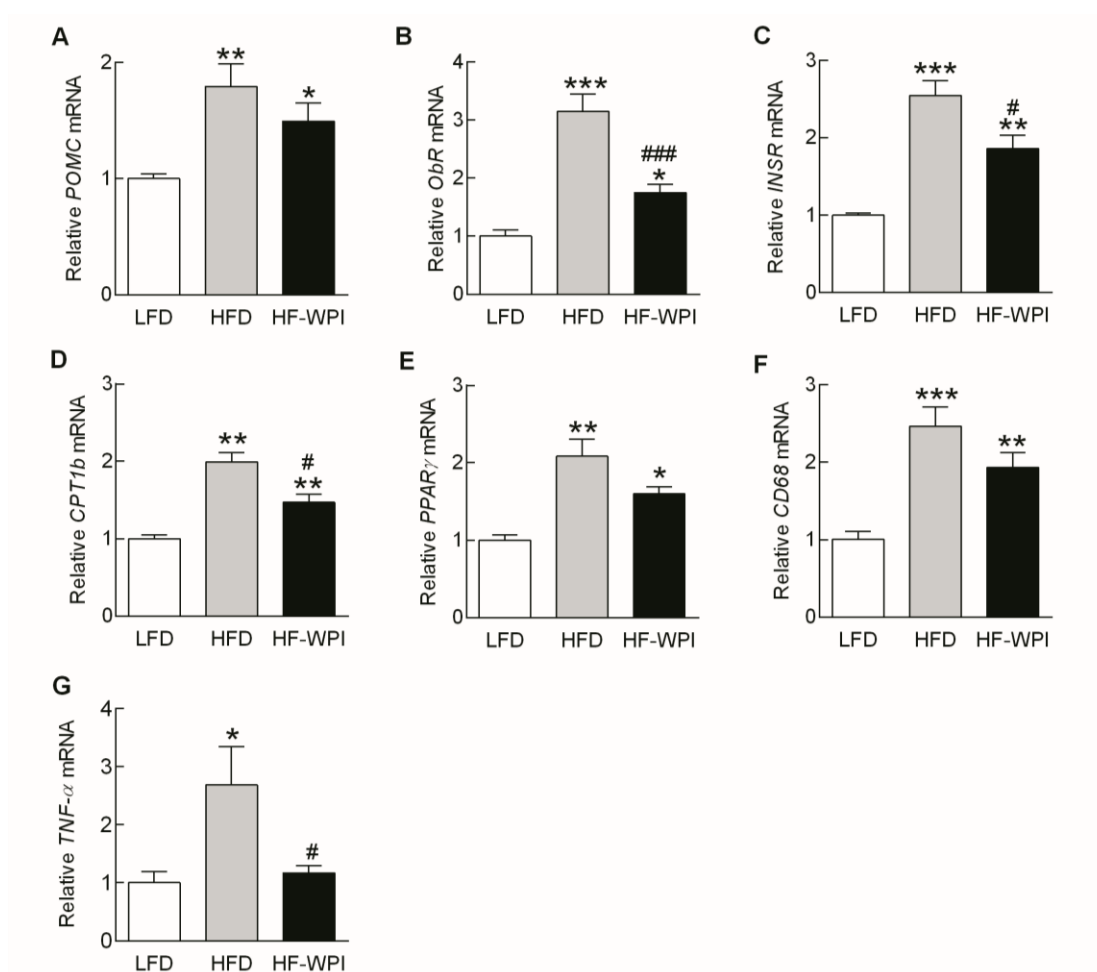 A
Relative POMC mRNA
2
1
0
**
*
LFD HFD HF-WPI
B
Relative ObR mRNA
4
3
2
1
0
***
###
*
LFD HFD HF-WPI
C
Relative INSR mRNA
3
2
1
0
***
#
**
LFD HFD HF-WPI
D
Relative CPT1b mRNA
3
2
1
0
**
#
**
LFD HFD HF-WPI
E
Relative PPARγ mRNA
3
2
1
0
**
*
LFD HFD HF-WPI
F
Relative CD68 mRNA
3
2
1
0
***
**
LFD HFD HF-WPI
G
Relative TNF-α mRNA
4
3
2
1
0
*
#
LFD HFD HF-WPI